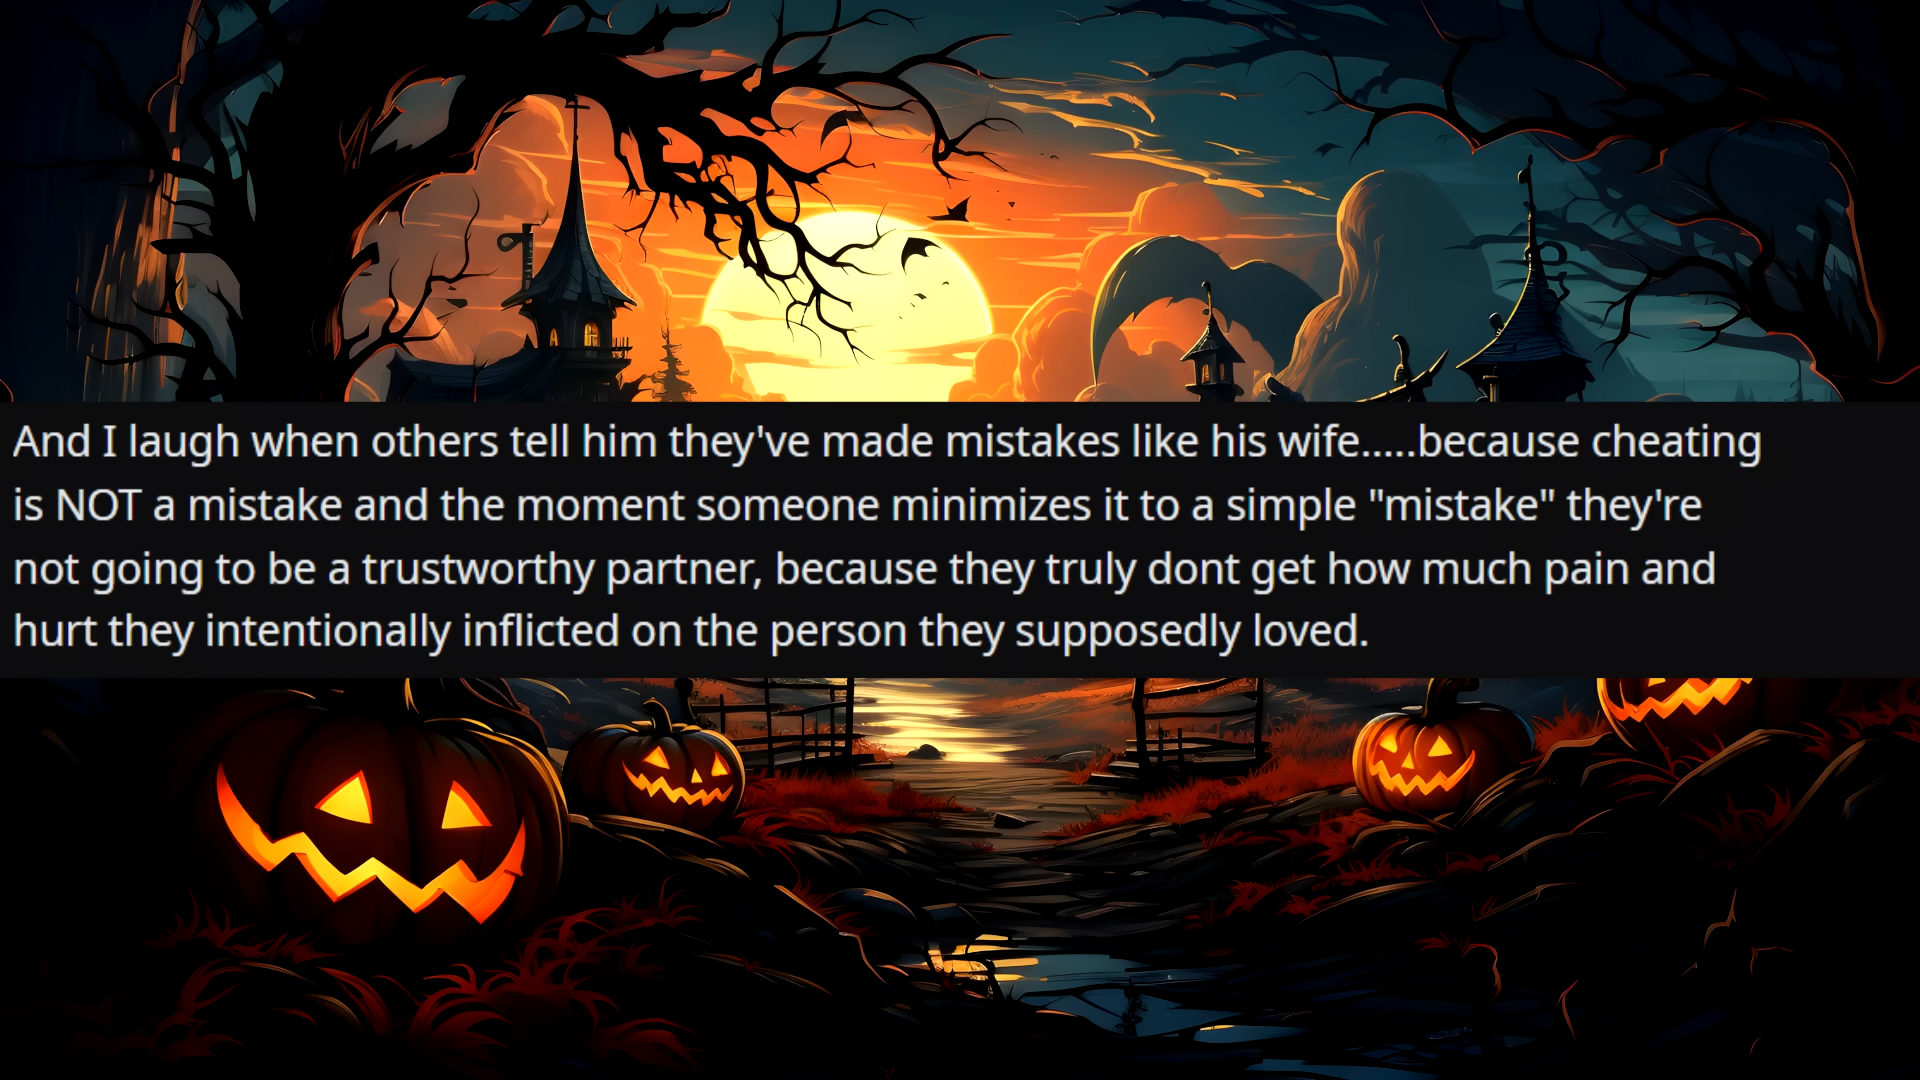 And I laugh when others tell him they've made mistakes like his wife.....because cheating
is NOT a mistake and the moment someone minimizes it to a simple "mistake" they're
not going to be a trustworthy partner, because they truly dont get how much pain and
hurt they intentionally inflicted on the person they supposedly loved.